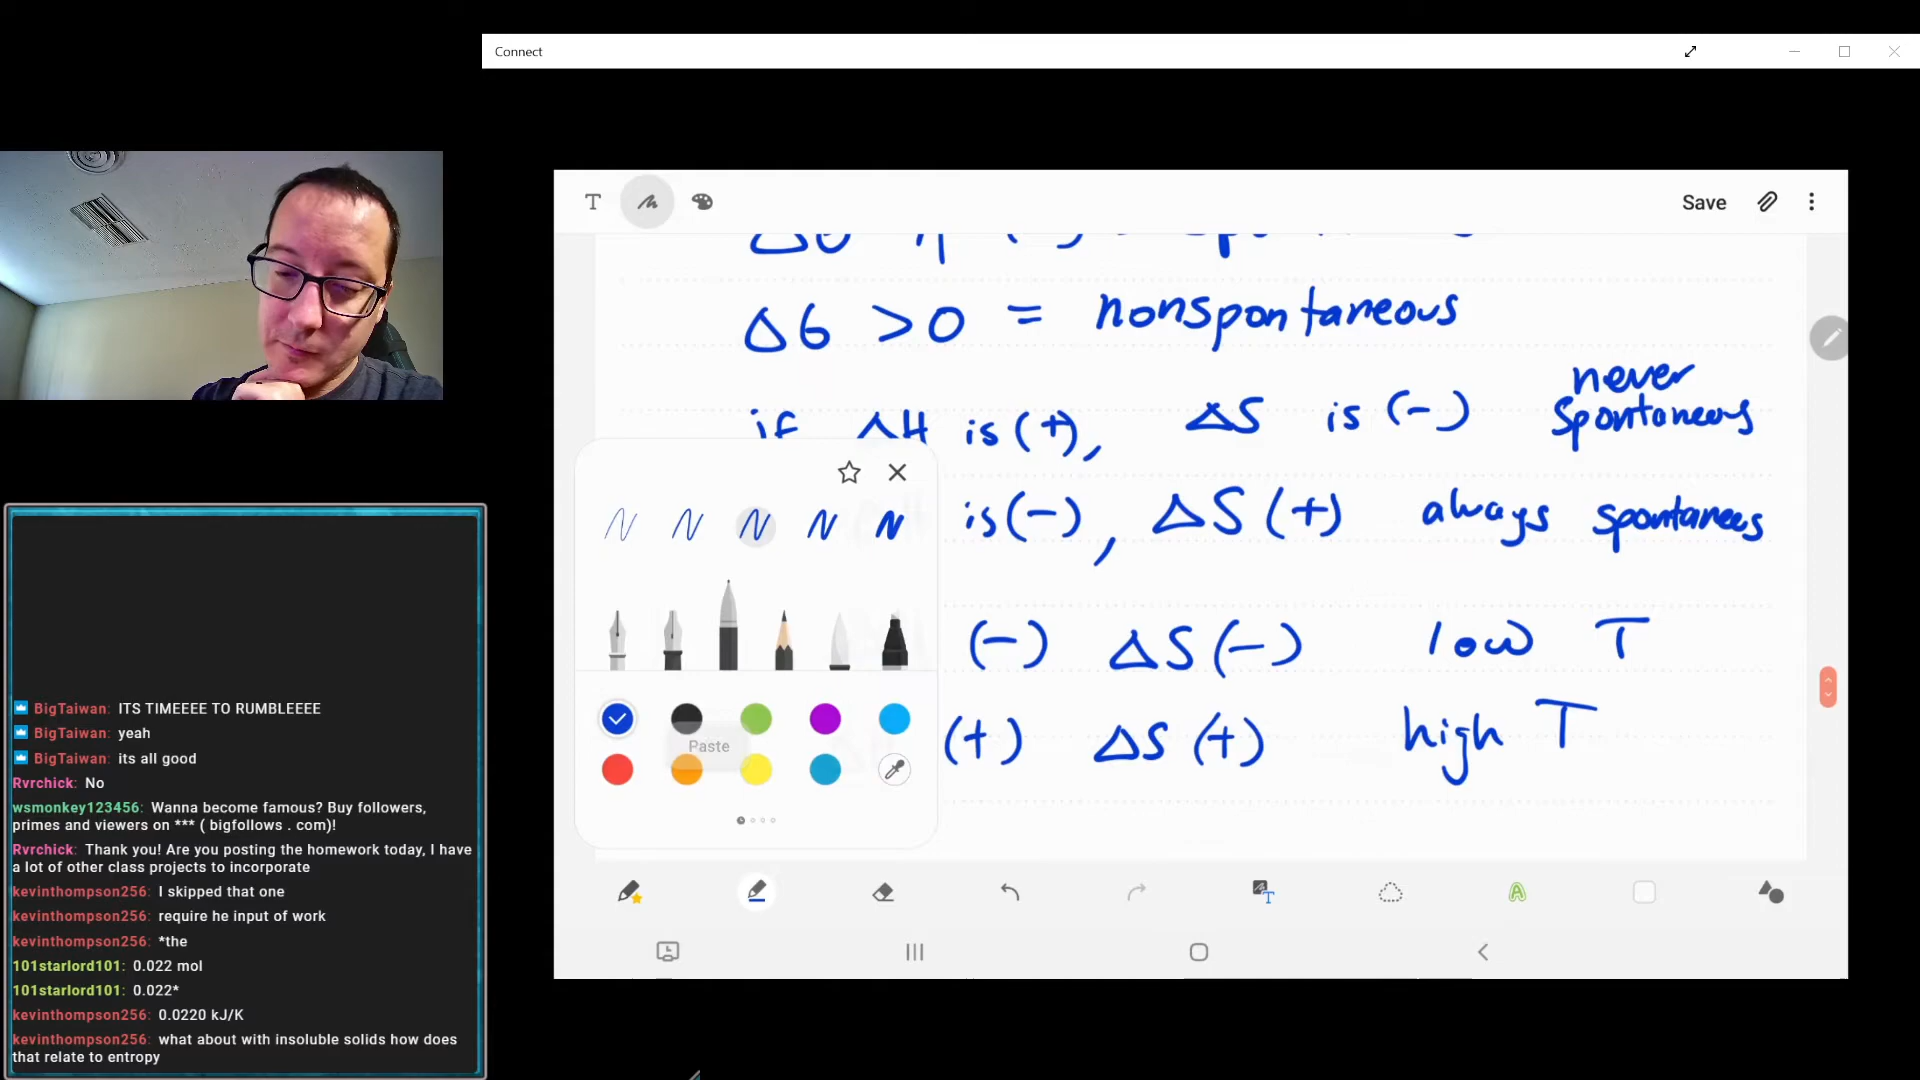 Connect
Save
ΔG >0 = nonspontaneous
never
if ΔH is (+), ΔS is (-) spontaneous
is (-), ΔS (+) always spontaneous
(-) ΔS (-) low T
(+) ΔS (+) high T
Paste
BigTaiwan: ITS TIMEEEE TO RUMBLEEEE
BigTaiwan: yeah
BigTaiwan: its all good
Rvrchick: No
wsmonkey123456: Wanna become famous? Buy followers,
primes and viewers on *** ( bigfollows . com)!
Rvrchick: Thank you! Are you posting the homework today, I have
a lot of other class projects to incorporate
kevinthompson256: I skipped that one
kevinthompson256: require he input of work
kevinthompson256: *the
101starlord101: 0.022 mol
101starlord101: 0.022*
kevinthompson256: 0.0220 kJ/K
kevinthompson256: what about with insoluble solids how does
that relate to entropy